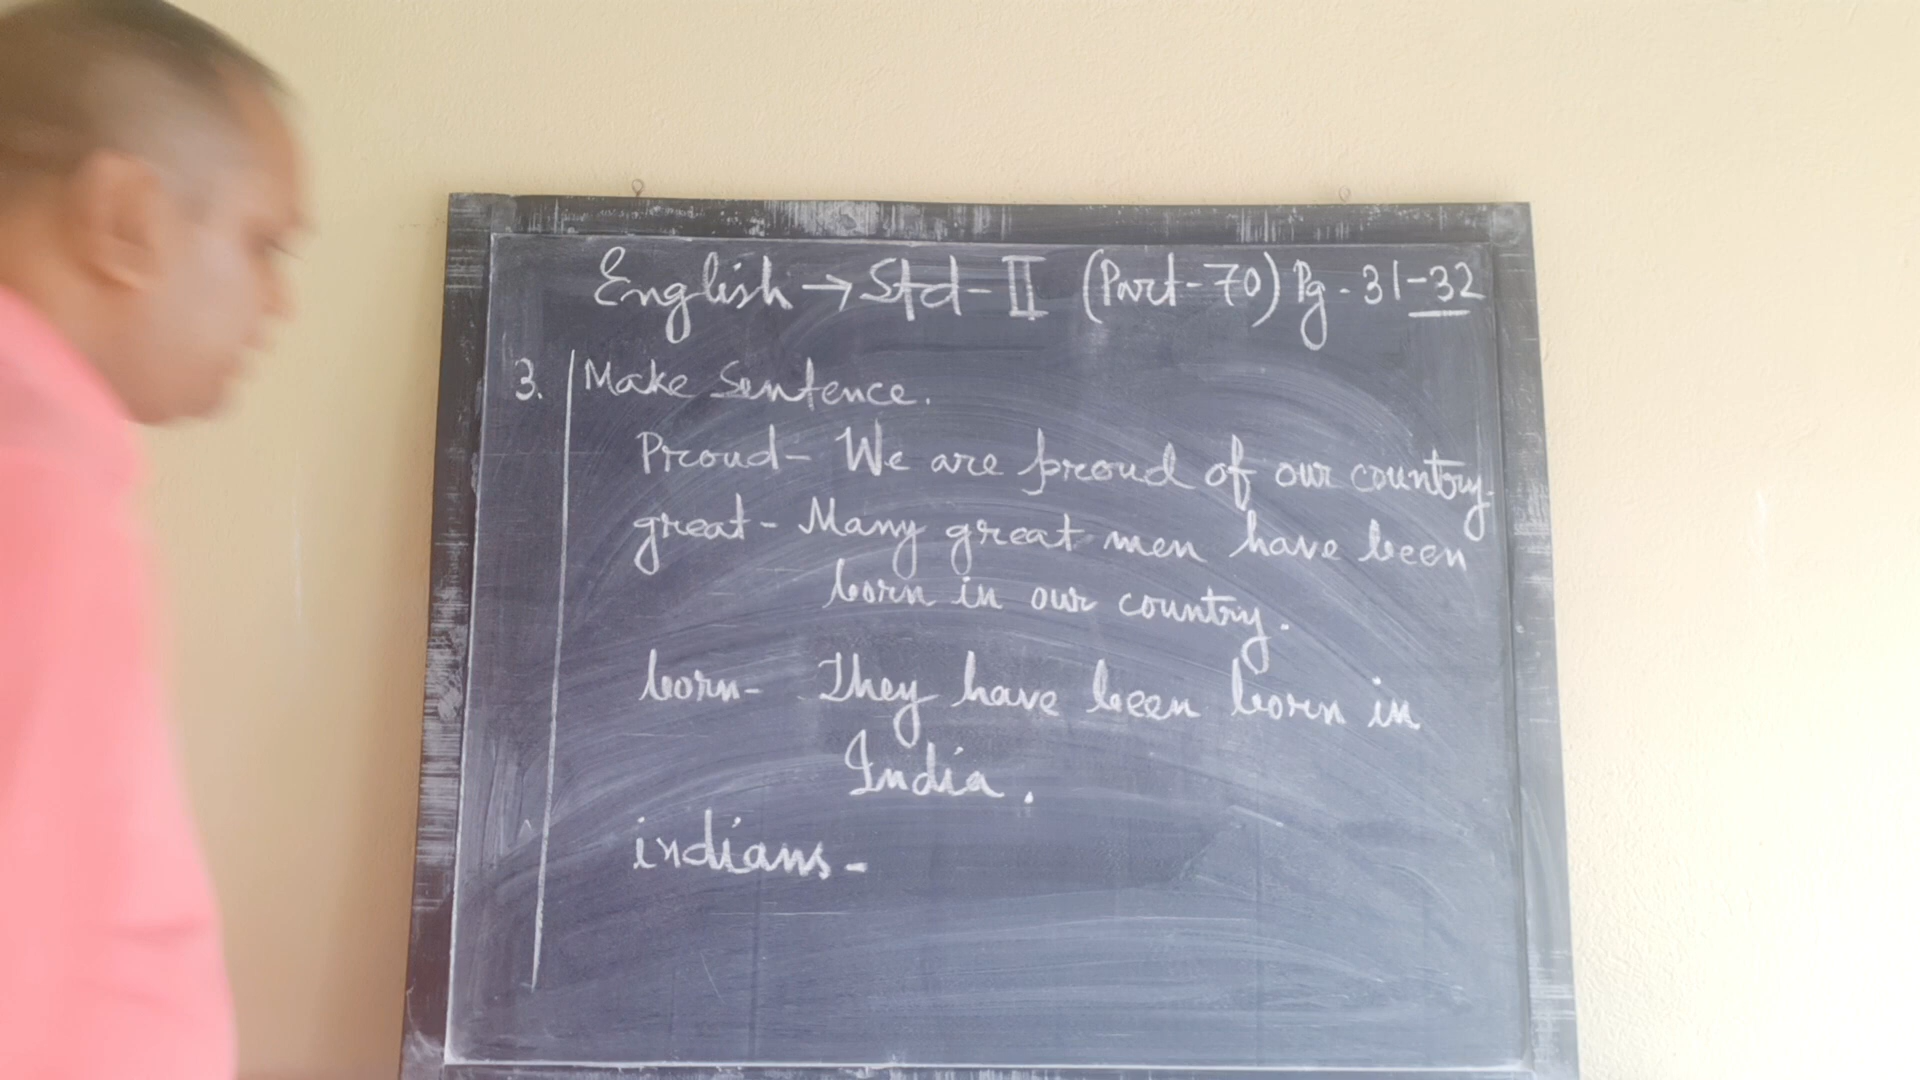 English → Std-II (Part-70) Pg-31-32
3. Make Sentence.
Proud- We are proud of our country.
great- Many great men have been
born in our country.
born- They have been born in
India.
indians-